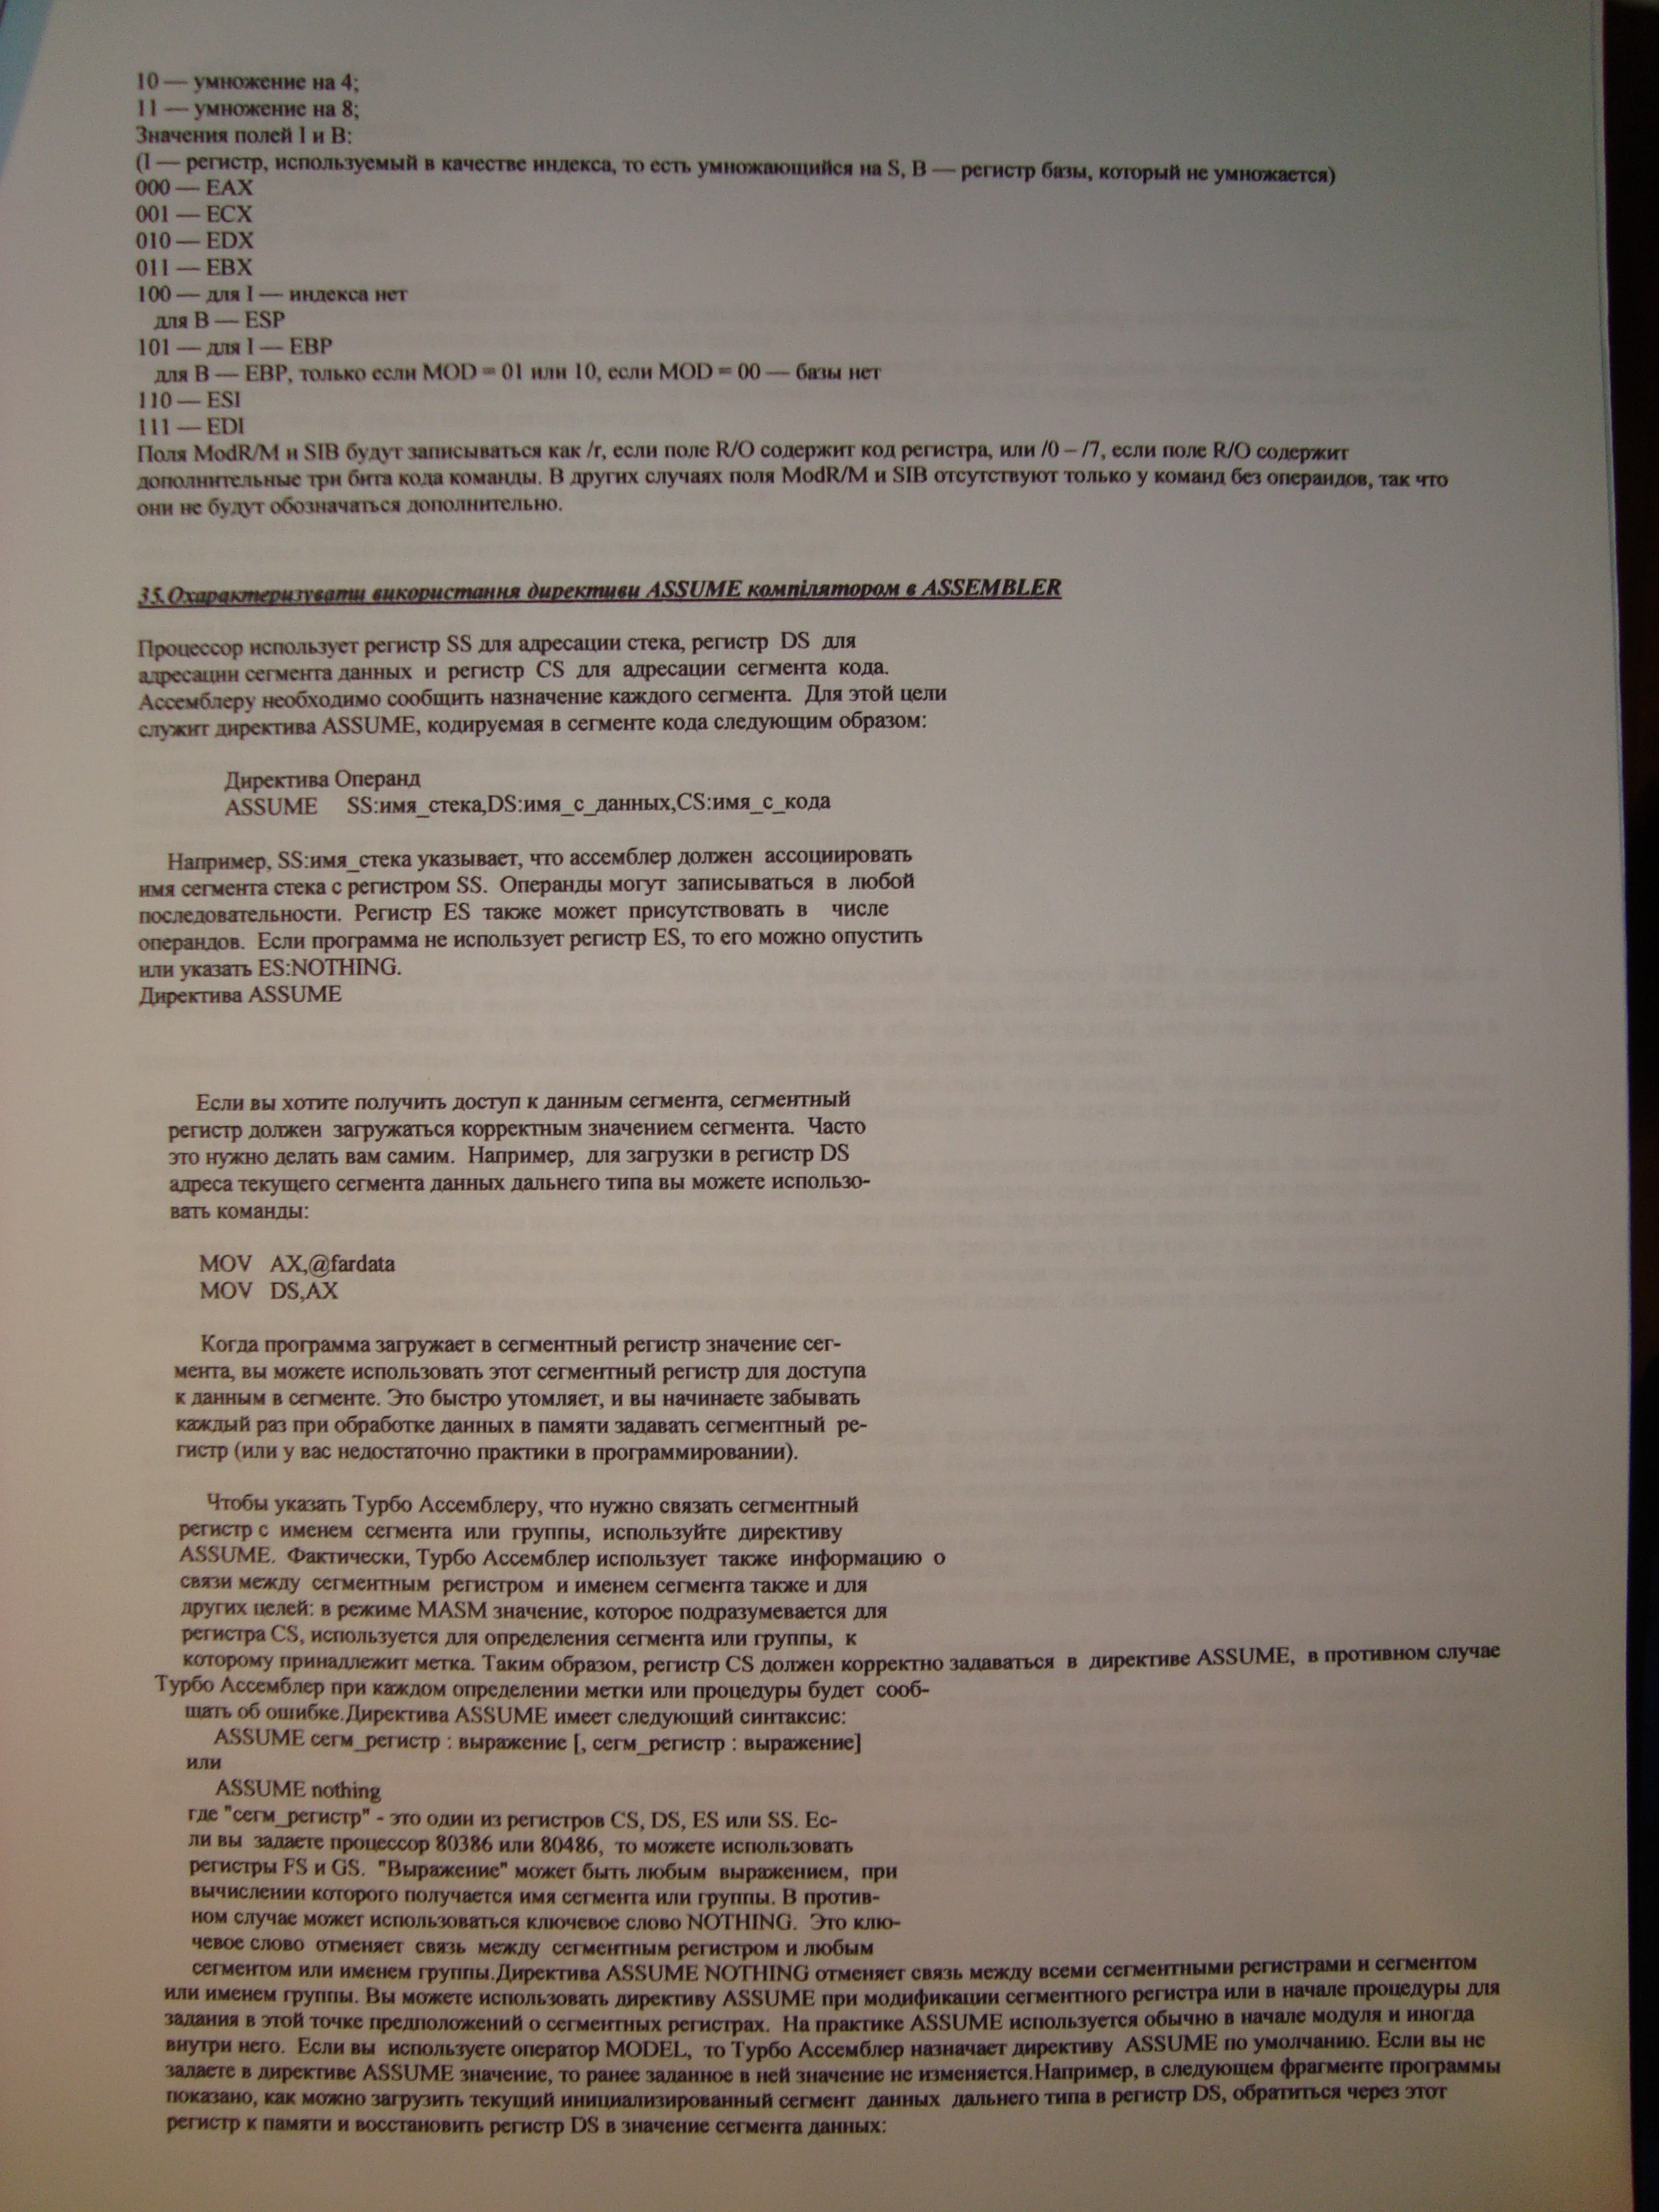 10 — умножение на 4;
11 — умножение на 8;
Значения полей I и B:
(I — регистр, используемый в качестве индекса, то есть умножающийся на S, B — регистр базы, который не умножается)
000 — EAX
001 — ECX
010 — EDX
011 — EBX
100 — для I — индекса нет
для B — ESP
101 — для I — EBP
для B — EBP, только если MOD = 01 или 10, если MOD = 00 — базы нет
110 — ESI
111 — EDI
Поля ModR/M и SIB будут записываться как /r, если поле R/O содержит код регистра, или /0 – /7, если поле R/O содержит
дополнительные три бита кода команды. В других случаях поля ModR/M и SIB отсутствуют только у команд без операндов, так что
они не будут обозначаться дополнительно.
35.Охарактеризувати використання директиви ASSUME компілятором в ASSEMBLER
Процессор использует регистр SS для адресации стека, регистр DS для
адресации сегмента данных и регистр CS для адресации сегмента кода.
Ассемблеру необходимо сообщить назначение каждого сегмента. Для этой цели
служит директива ASSUME, кодируемая в сегменте кода следующим образом:
Директива Операнд
ASSUME SS:имя_стека,DS:имя_с_данных,CS:имя_с_кода
Например, SS:имя_стека указывает, что ассемблер должен ассоциировать
имя сегмента стека с регистром SS. Операнды могут записываться в любой
последовательности. Регистр ES также может присутствовать в числе
операндов. Если программа не использует регистр ES, то его можно опустить
или указать ES:NOTHING.
Директива ASSUME
Если вы хотите получить доступ к данным сегмента, сегментный
регистр должен загружаться корректным значением сегмента. Часто
это нужно делать вам самим. Например, для загрузки в регистр DS
адреса текущего сегмента данных дальнего типа вы можете использо-
вать команды:
MOV AX,@fardata
MOV DS,AX
Когда программа загружает в сегментный регистр значение сег-
мента, вы можете использовать этот сегментный регистр для доступа
к данным в сегменте. Это быстро утомляет, и вы начинаете забывать
каждый раз при обработке данных в памяти задавать сегментный ре-
гистр (или у вас недостаточно практики в программировании).
Чтобы указать Турбо Ассемблеру, что нужно связать сегментный
регистр с именем сегмента или группы, используйте директиву
ASSUME. Фактически, Турбо Ассемблер использует также информацию о
связи между сегментным регистром и именем сегмента также и для
других целей: в режиме MASM значение, которое подразумевается для
регистра CS, используется для определения сегмента или группы, к
которому принадлежит метка. Таким образом, регистр CS должен корректно задаваться в директиве ASSUME, в противном случае
Турбо Ассемблер при каждом определении метки или процедуры будет сооб-
щать об ошибке.Директива ASSUME имеет следующий синтаксис:
ASSUME сегм_регистр : выражение [, сегм_регистр : выражение]
или
ASSUME nothing
где "сегм_регистр" - это один из регистров CS, DS, ES или SS. Ес-
ли вы задаете процессор 80386 или 80486, то можете использовать
регистры FS и GS. "Выражение" может быть любым выражением, при
вычислении которого получается имя сегмента или группы. В против-
ном случае может использоваться ключевое слово NOTHING. Это клю-
чевое слово отменяет связь между сегментным регистром и любым
сегментом или именем группы.Директива ASSUME NOTHING отменяет связь между всеми сегментными регистрами и сегментом
или именем группы. Вы можете использовать директиву ASSUME при модификации сегментного регистра или в начале процедуры для
задания в этой точке предположений о сегментных регистрах. На практике ASSUME используется обычно в начале модуля и иногда
внутри него. Если вы используете оператор MODEL, то Турбо Ассемблер назначает директиву ASSUME по умолчанию. Если вы не
задаете в директиве ASSUME значение, то ранее заданное в ней значение не изменяется.Например, в следующем фрагменте программы
показано, как можно загрузить текущий инициализированный сегмент данных дальнего типа в регистр DS, обратиться через этот
регистр к памяти и восстановить регистр DS в значение сегмента данных: